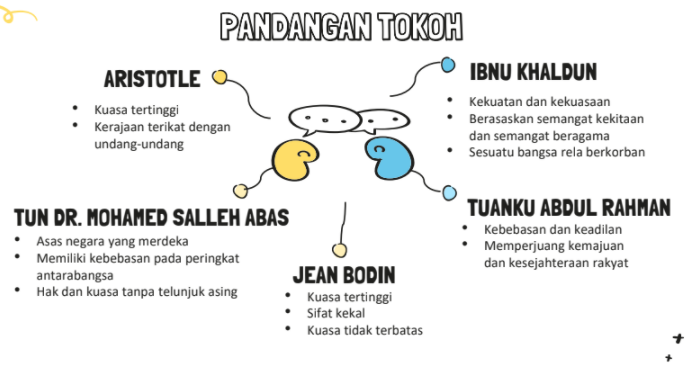 PANDANGAN TOKOH
ARISTOTLE
• Kuasa tertinggi
• Kerajaan terikat dengan
undang-undang
IBNU KHALDUN
• Kekuatan dan kekuasaan
• Berasaskan semangat kekitaan
dan semangat beragama
• Sesuatu bangsa rela berkorban
TUN DR. MOHAMED SALLEH ABAS
• Asas negara yang merdeka
• Memiliki kebebasan pada peringkat
antarabangsa
• Hak dan kuasa tanpa telunjuk asing
TUANKU ABDUL RAHMAN
• Kebebasan dan keadilan
• Memperjuang kemajuan
dan kesejahteraan rakyat
JEAN BODIN
• Kuasa tertinggi
• Sifat kekal
• Kuasa tidak terbatas